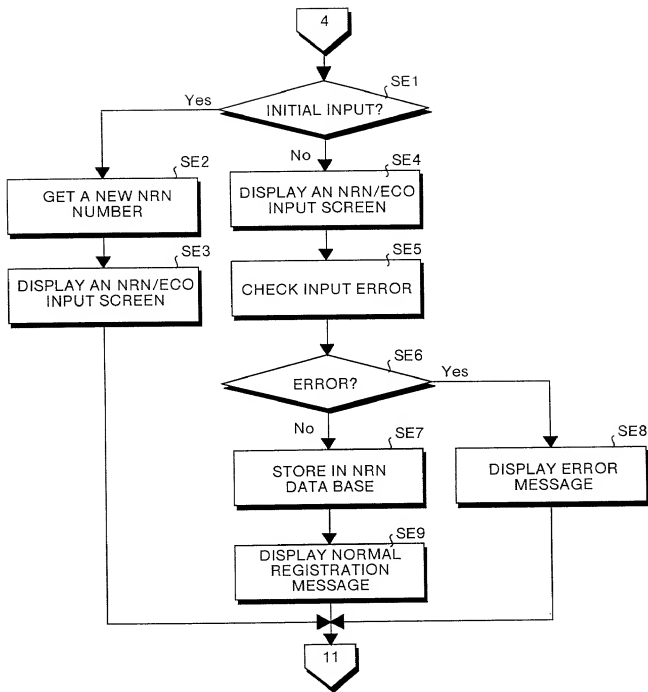 4
SE1
INITIAL INPUT?
Yes
No
SE2
GET A NEW NRN
NUMBER
SE4
DISPLAY AN NRN/ECO
INPUT SCREEN
SE3
DISPLAY AN NRN/ECO
INPUT SCREEN
SE5
CHECK INPUT ERROR
SE6
ERROR?
Yes
No
SE7
STORE IN NRN
DATA BASE
SE8
DISPLAY ERROR
MESSAGE
SE9
DISPLAY NORMAL
REGISTRATION
MESSAGE
11